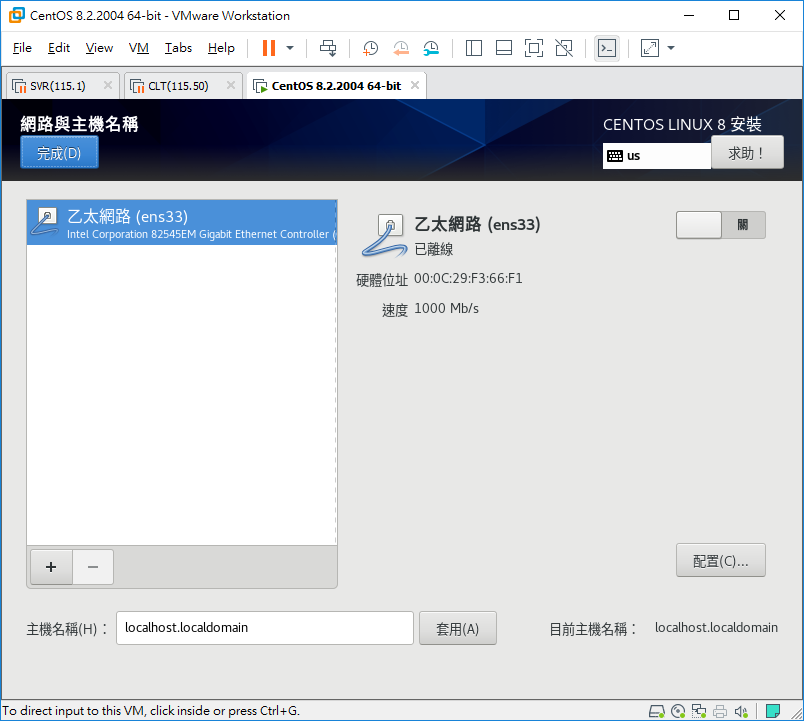 CentOS 8.2.2004 64-bit - VMware Workstation
File Edit View VM Tabs Help
SVR(115.1) CLT(115.50) CentOS 8.2.2004 64-bit
網路與主機名稱
CENTOS LINUX 8 安裝
完成(D)
us
求助！
乙太網路 (ens33)
Intel Corporation 82545EM Gigabit Ethernet Controller (
乙太網路 (ens33)
已離線
關
硬體位址 00:0C:29:F3:66:F1
速度 1000 Mb/s
+ −
配置(C)...
主機名稱(H)： localhost.localdomain 套用(A) 目前主機名稱： localhost.localdomain
To direct input to this VM, click inside or press Ctrl+G.